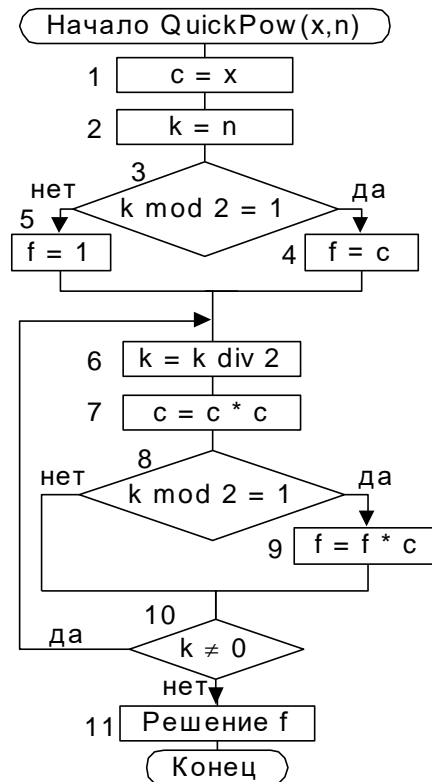 Начало QuickPow(x,n)
1
c = x
2
k = n
3
нет
да
k mod 2 = 1
5
f = 1
4
f = c
6
k = k div 2
7
c = c * c
8
нет
да
k mod 2 = 1
9
f = f * c
10
да
k ≠ 0
нет
11
Решение f
Конец